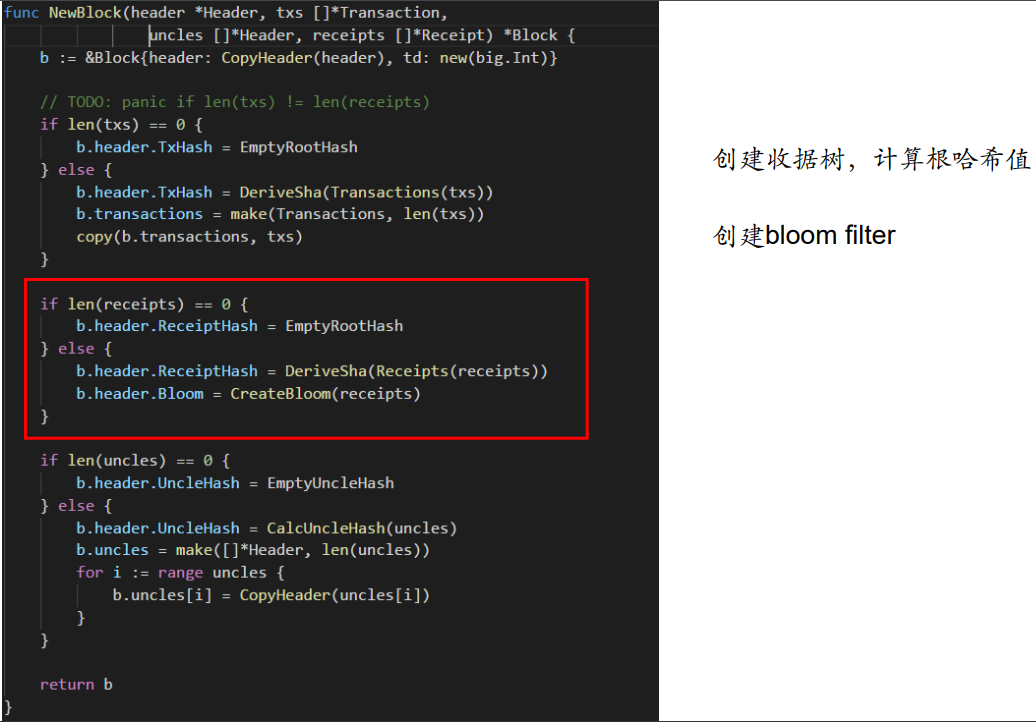 func NewBlock(header *Header, txs []*Transaction,
uncles []*Header, receipts []*Receipt) *Block {
b := &Block{header: CopyHeader(header), td: new(big.Int)}
// TODO: panic if len(txs) != len(receipts)
if len(txs) == 0 {
b.header.TxHash = EmptyRootHash
} else {
b.header.TxHash = DeriveSha(Transactions(txs))
b.transactions = make(Transactions, len(txs))
copy(b.transactions, txs)
}
if len(receipts) == 0 {
b.header.ReceiptHash = EmptyRootHash
} else {
b.header.ReceiptHash = DeriveSha(Receipts(receipts))
b.header.Bloom = CreateBloom(receipts)
}
if len(uncles) == 0 {
b.header.UncleHash = EmptyUncleHash
} else {
b.header.UncleHash = CalcUncleHash(uncles)
b.uncles = make([]*Header, len(uncles))
for i := range uncles {
b.uncles[i] = CopyHeader(uncles[i])
}
}
return b
}
创建收据树，计算根哈希值
创建bloom filter